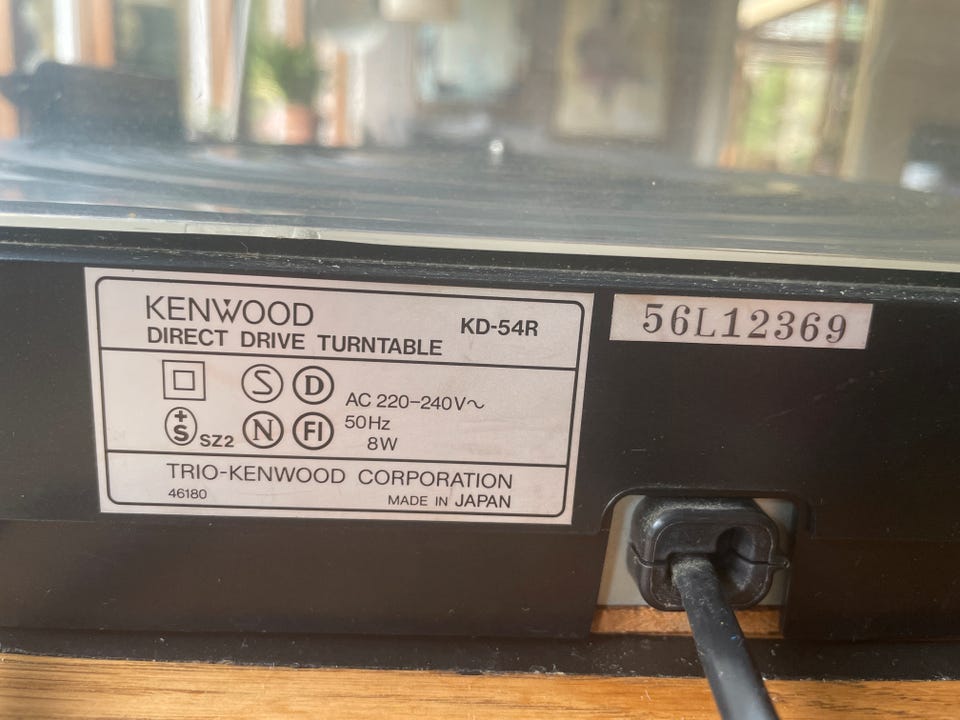 KENWOOD
KD-54R
DIRECT DRIVE TURNTABLE
S D
AC 220-240V~
50Hz
8W
+S SZ2 N FI
TRIO-KENWOOD CORPORATION
46180
MADE IN JAPAN
56L12369